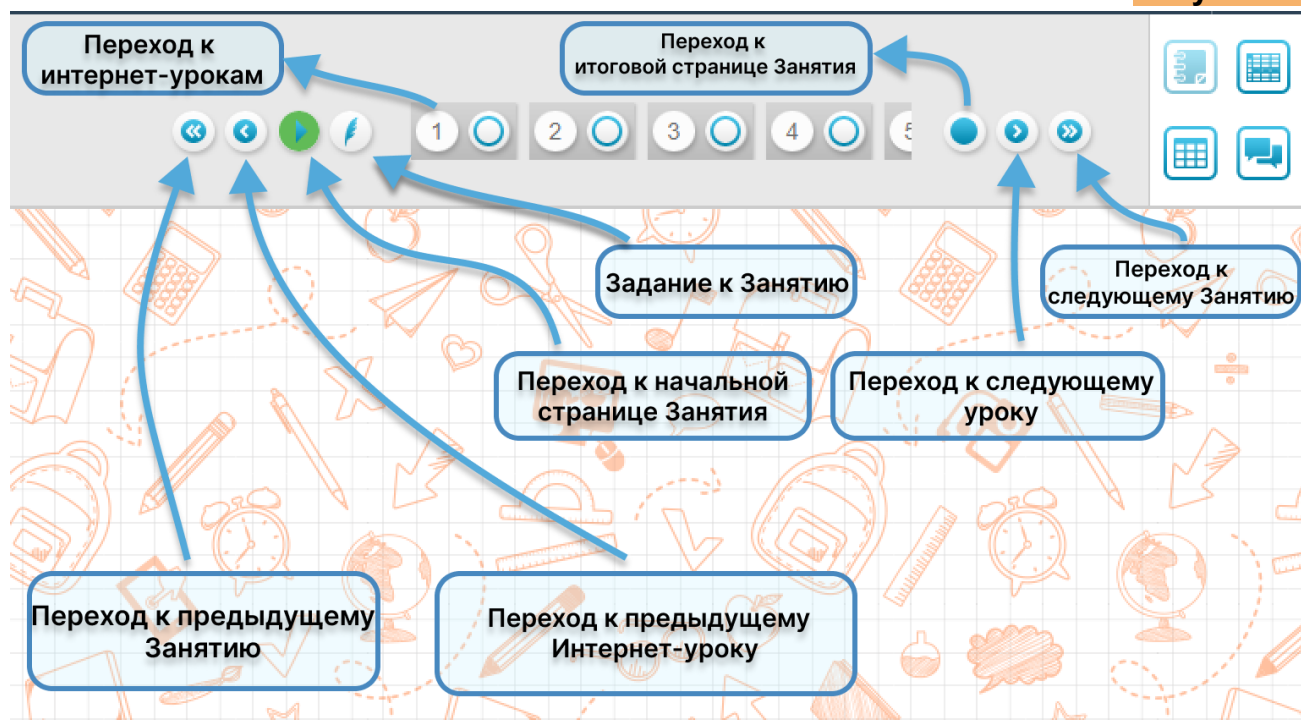 Переход к
интернет-урокам
Переход к
итоговой странице Занятия
1
2
3
4
Задание к Занятию
Переход к
следующему Занятию
Переход к начальной
странице Занятия
Переход к следующему
уроку
Переход к предыдущему
Занятию
Переход к предыдущему
Интернет-уроку